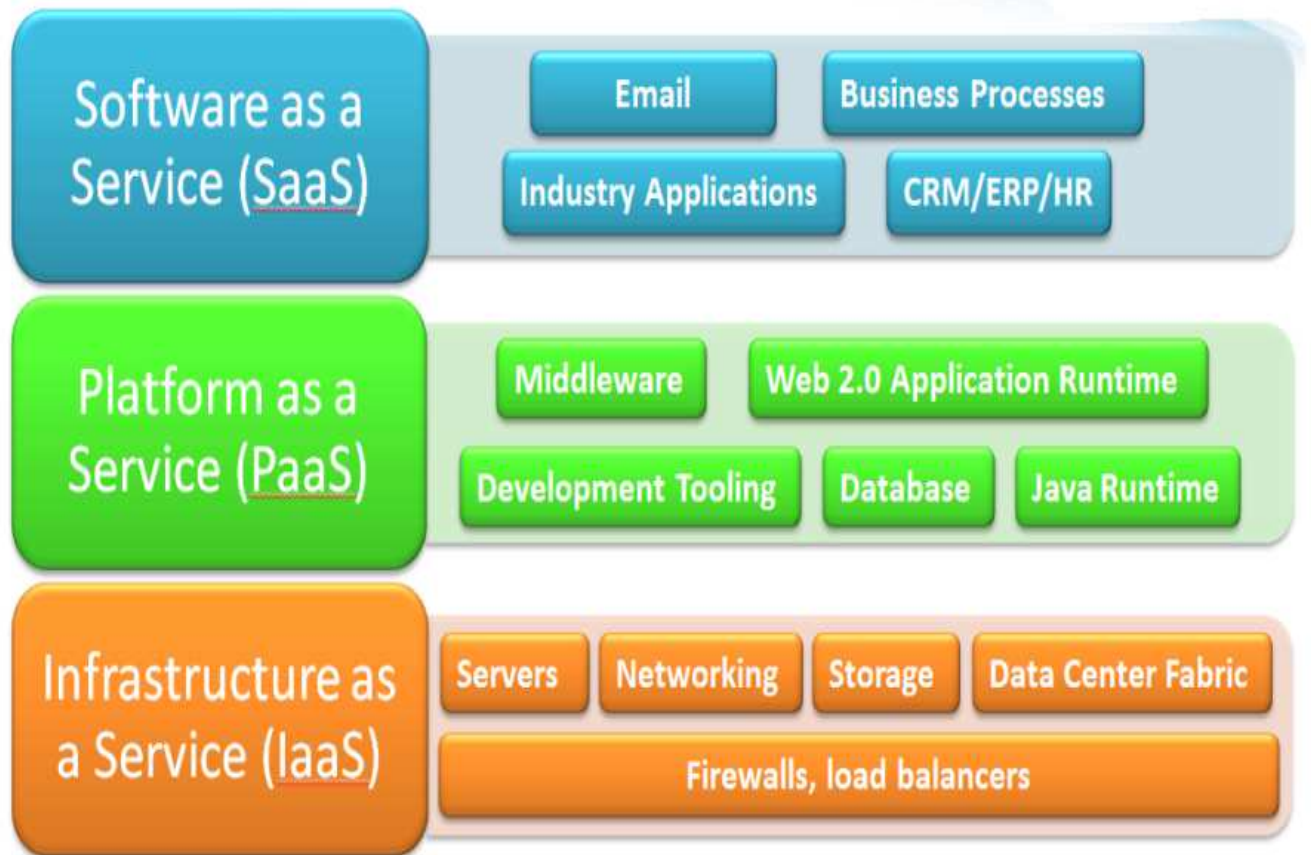 Software as a
Service (SaaS)
Email
Business Processes
Industry Applications
CRM/ERP/HR
Platform as a
Service (PaaS)
Middleware
Web 2.0 Application Runtime
Development Tooling
Database
Java Runtime
Infrastructure as
a Service (IaaS)
Servers
Networking
Storage
Data Center Fabric
Firewalls, load balancers